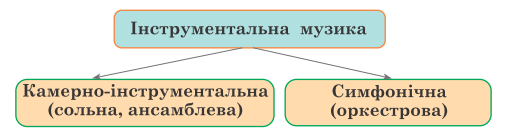 Інструментальна музика
Камерно-інструментальна
(сольна, ансамблева)
Симфонічна
(оркестрова)